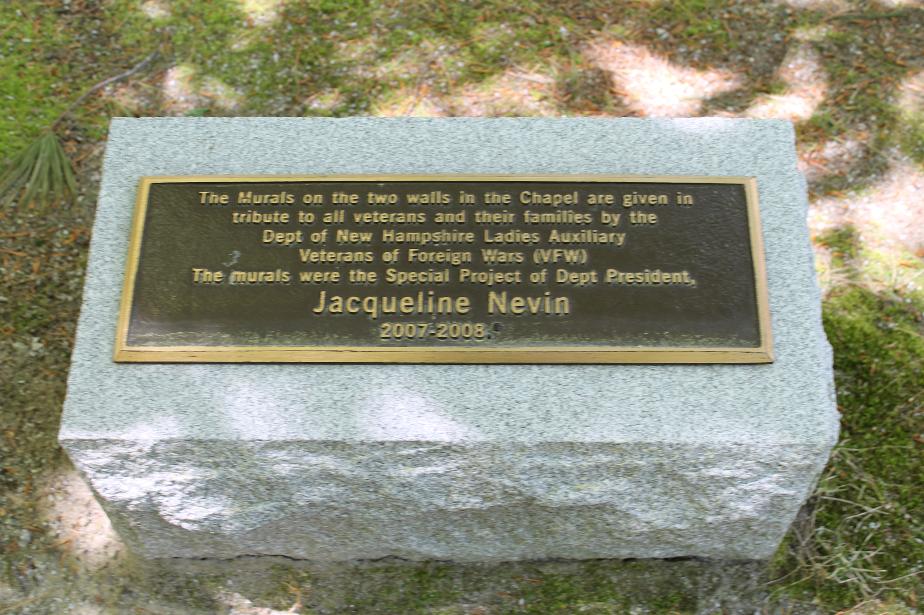 The Murals on the two walls in the Chapel are given in
tribute to all veterans and their families by the
Dept of New Hampshire Ladies Auxiliary
Veterans of Foreign Wars (VFW)
The murals were the Special Project of Dept President,
Jacqueline Nevin
2007-2008.